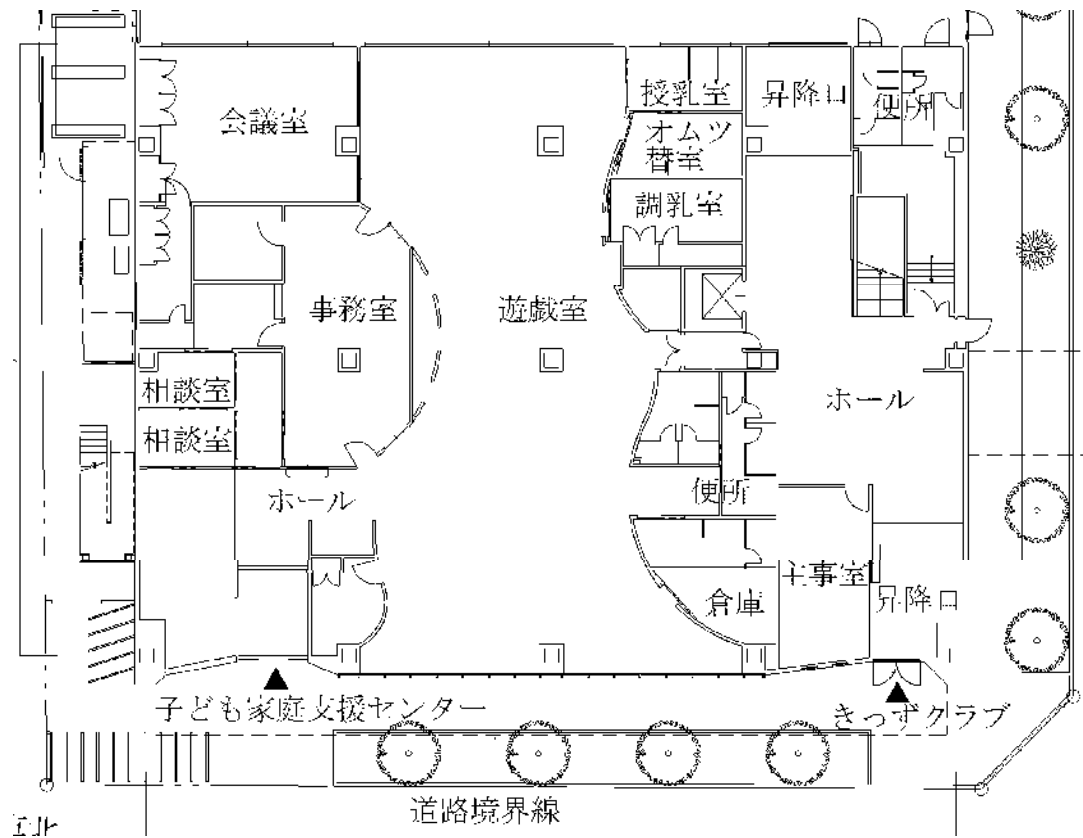 会議室
授乳室
昇降口
便所
オムツ
替室
調乳室
事務室
遊戯室
相談室
相談室
ホール
ホール
便所
主事室
倉庫
昇降口
子ども家庭支援センター
きっずクラブ
道路境界線